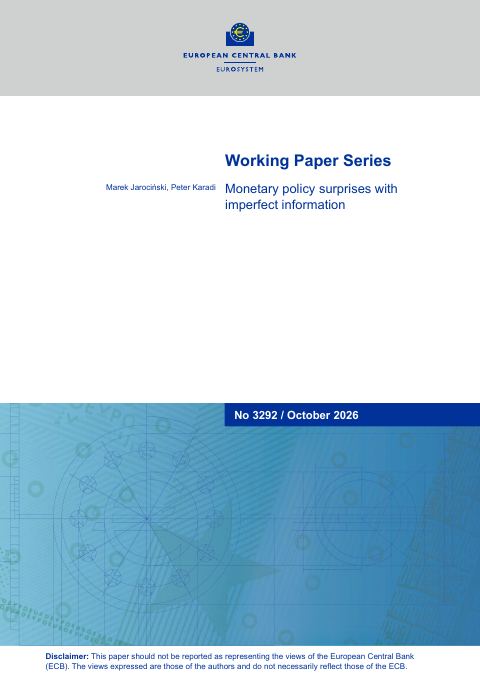 EUROPEAN CENTRAL BANK
EUROSYSTEM
Working Paper Series
Marek Jarociński, Peter Karadi
Monetary policy surprises with
imperfect information
No 3292 / October 2026
Disclaimer: This paper should not be reported as representing the views of the European Central Bank
(ECB). The views expressed are those of the authors and do not necessarily reflect those of the ECB.